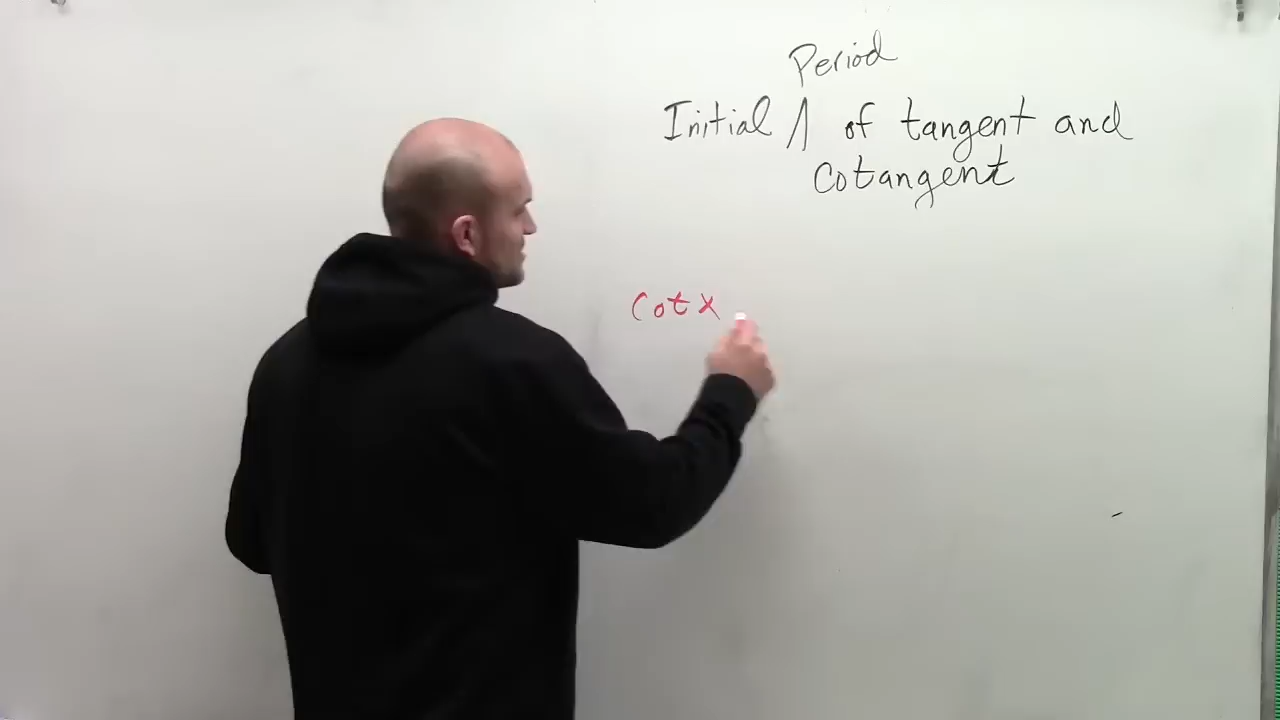 Period
Initial of tangent and
Cotangent
cot x